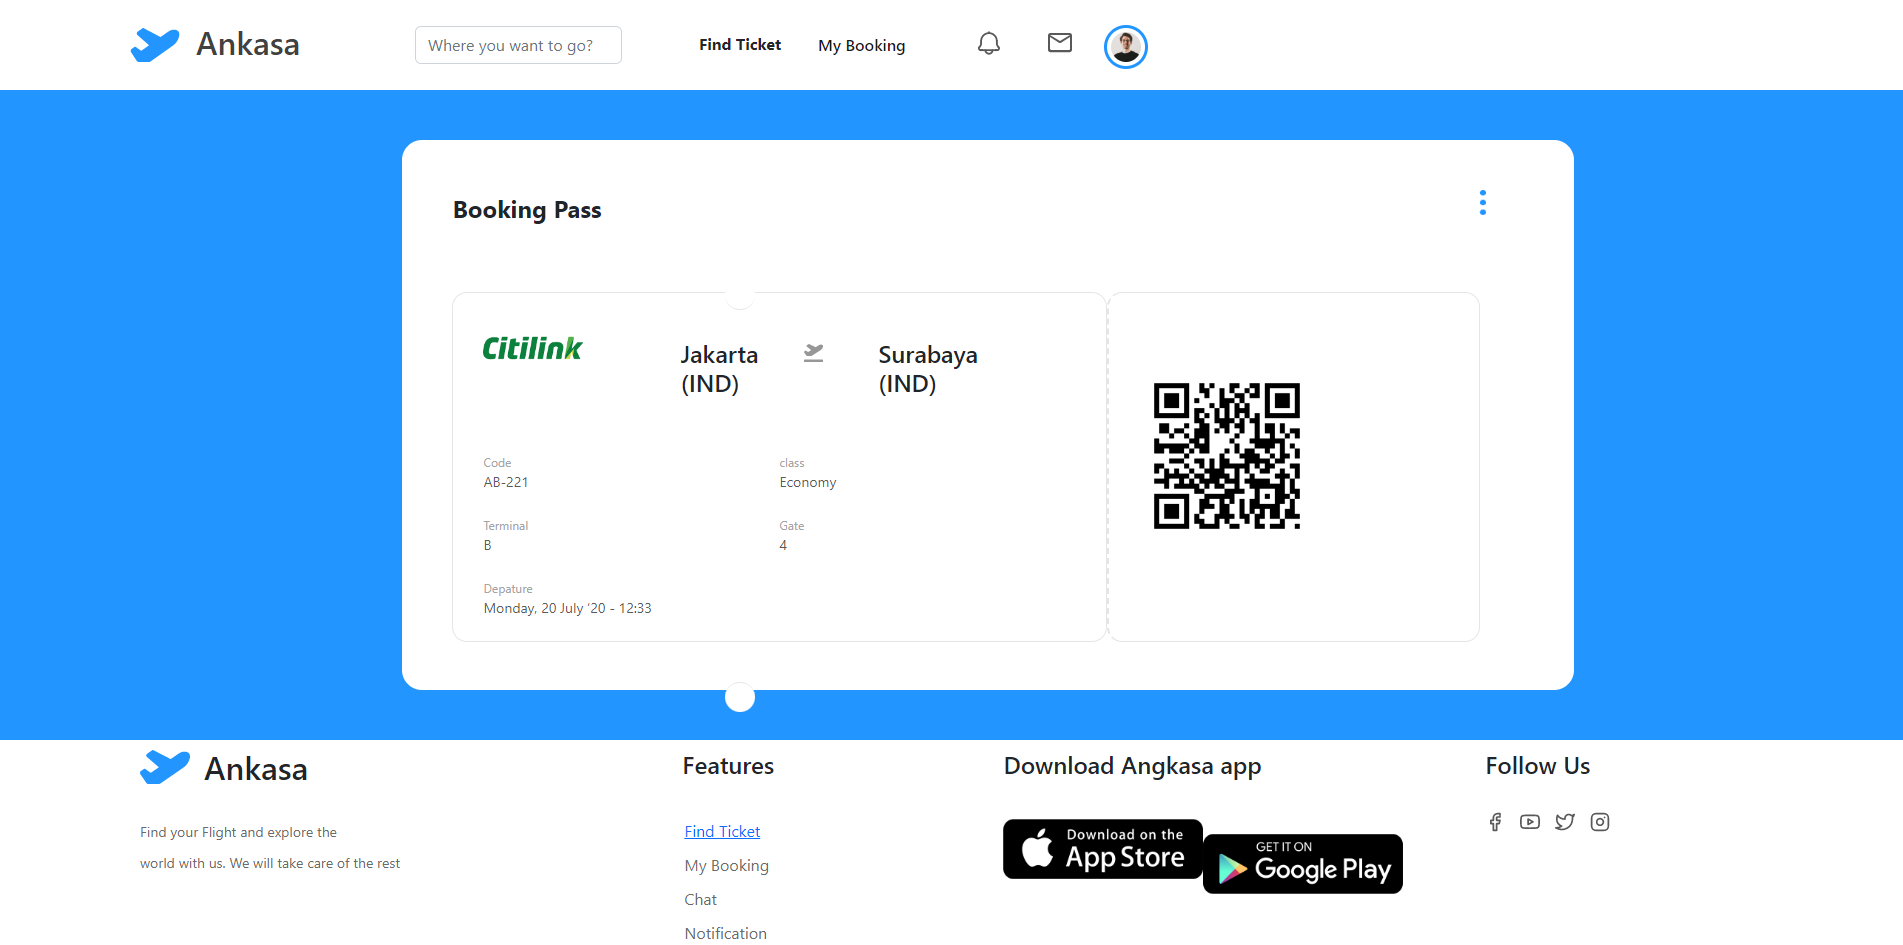 Ankasa
Where you want to go?
Find Ticket
My Booking
Booking Pass
Citilink
Jakarta
(IND)
Surabaya
(IND)
Code
AB-221
class
Economy
Terminal
B
Gate
4
Depature
Monday, 20 July '20 - 12:33
Ankasa
Find your Flight and explore the
world with us. We will take care of the rest
Features
Find Ticket
My Booking
Chat
Notification
Download Angkasa app
Download on the
App Store
GET IT ON
Google Play
Follow Us